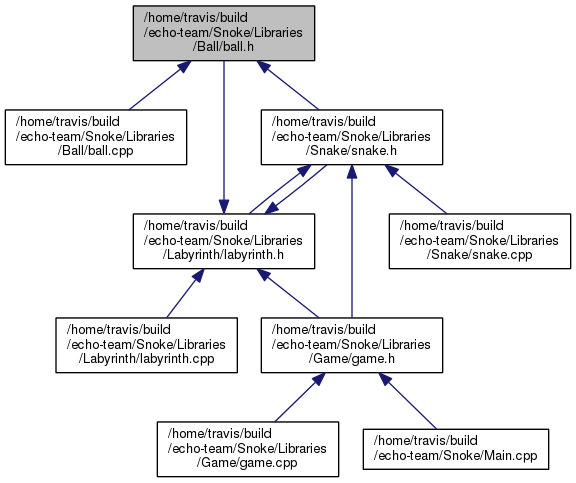 /home/travis/build
/echo-team/Snoke/Libraries
/Ball/ball.h
/home/travis/build
/echo-team/Snoke/Libraries
/Ball/ball.cpp
/home/travis/build
/echo-team/Snoke/Libraries
/Snake/snake.h
/home/travis/build
/echo-team/Snoke/Libraries
/Labyrinth/labyrinth.h
/home/travis/build
/echo-team/Snoke/Libraries
/Snake/snake.cpp
/home/travis/build
/echo-team/Snoke/Libraries
/Labyrinth/labyrinth.cpp
/home/travis/build
/echo-team/Snoke/Libraries
/Game/game.h
/home/travis/build
/echo-team/Snoke/Libraries
/Game/game.cpp
/home/travis/build
/echo-team/Snoke/Main.cpp